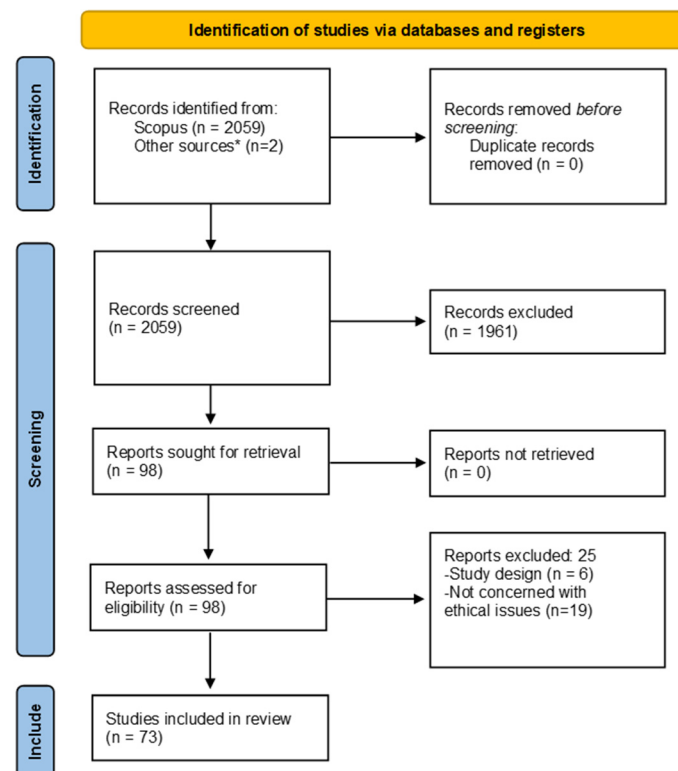 Identification of studies via databases and registers
Identification
Records identified from:
Scopus (n = 2059)
Other sources* (n=2)
Records removed before
screening:
Duplicate records
removed (n = 0)
Screening
Records screened
(n = 2059)
Records excluded
(n = 1961)
Reports sought for retrieval
(n = 98)
Reports not retrieved
(n = 0)
Reports assessed for
eligibility (n = 98)
Reports excluded: 25
-Study design (n = 6)
-Not concerned with
ethical issues (n=19)
Include
Studies included in review
(n = 73)